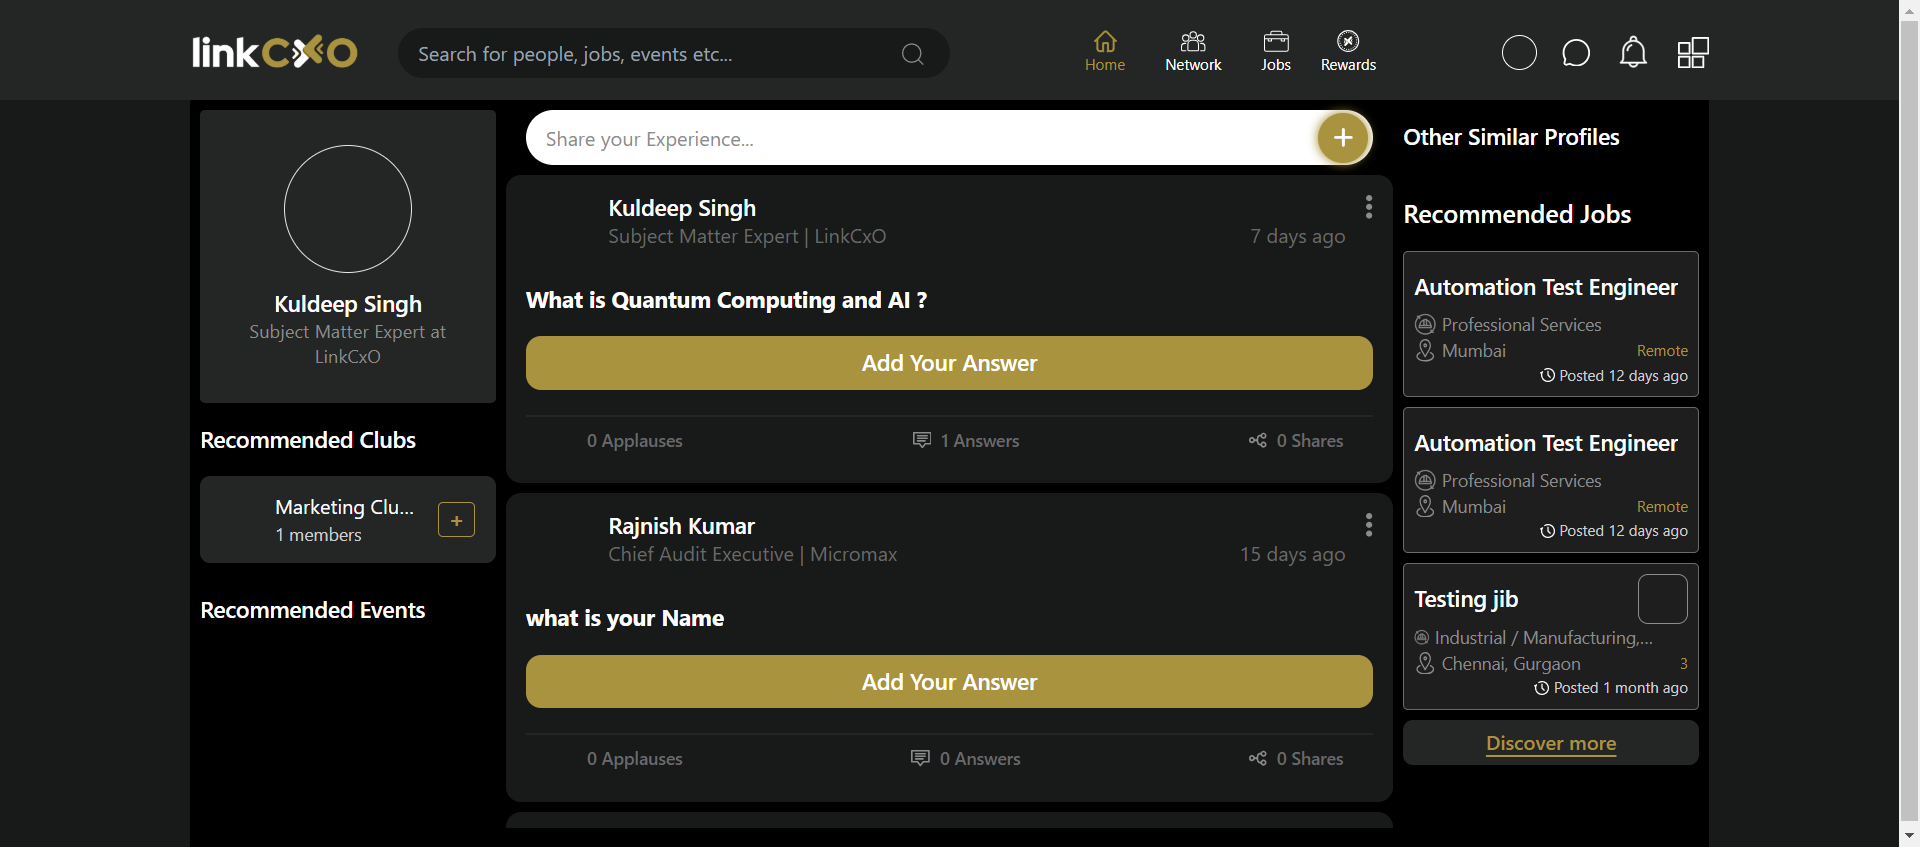 linkCxO
Search for people, jobs, events etc...
Home
Network
Jobs
Rewards
Kuldeep Singh
Subject Matter Expert at
LinkCxO
Recommended Clubs
Marketing Clu...
1 members
+
Recommended Events
Share your Experience...
+
Kuldeep Singh
Subject Matter Expert | LinkCxO
7 days ago
What is Quantum Computing and AI ?
Add Your Answer
0 Applauses
1 Answers
0 Shares
Rajnish Kumar
Chief Audit Executive | Micromax
15 days ago
what is your Name
Add Your Answer
0 Applauses
0 Answers
0 Shares
Other Similar Profiles
Recommended Jobs
Automation Test Engineer
Professional Services
Mumbai
Remote
Posted 12 days ago
Automation Test Engineer
Professional Services
Mumbai
Remote
Posted 12 days ago
Testing jib
Industrial / Manufacturing,...
Chennai, Gurgaon
3
Posted 1 month ago
Discover more